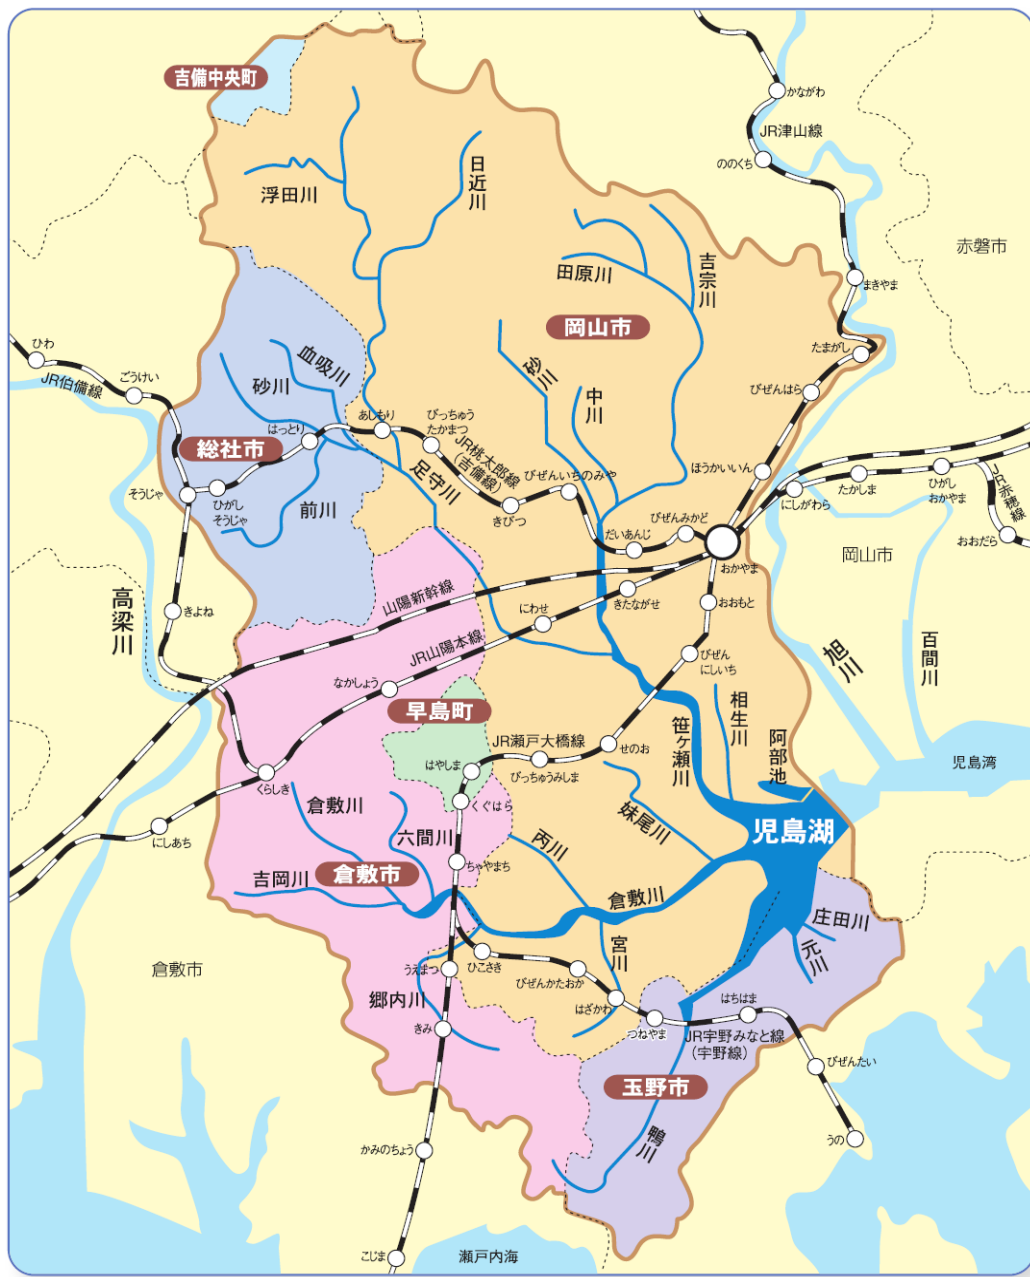 吉備中央町
かながわ
JR津山線
ののくち
浮田川
日近川
赤磐市
田原川
吉宗川
まきやま
岡山市
たまがし
ひわ
JR伯備線
ごうけい
血吸川
砂川
砂川
中川
びぜんはら
はっとり
あしもり
びっちゅう
たかまつ
JR桃太郎線
(吉備線)
総社市
足守川
びぜんいちのみや
ほうかいいん
たかしま
ひがし
おかやま
JR赤穂線
そうじゃ
ひがし
そうじゃ
前川
きびつ
にしがわら
だいあんじ
びぜんみかど
おおだら
おかやま
岡山市
高梁川
きよね
山陽新幹線
にわせ
きたながせ
おおもと
JR山陽本線
びぜん
にしいち
旭川
百間川
なかしょう
早島町
相生川
笹ヶ瀬川
阿部池
JR瀬戸大橋線
せのお
児島湾
はやしま
びっちゅうみしま
くらしき
倉敷川
くぐはら
妹尾川
児島湖
にしあち
六間川
丙川
ちゃやまち
吉岡川
倉敷市
倉敷川
庄田川
元川
宮川
倉敷市
うえまつ
ひこさき
びぜんかたおか
郷内川
はざかわ
はちはま
きみ
つねやま
JR宇野みなと線
(宇野線)
びぜんたい
玉野市
鴨川
うの
かみのちょう
こじま
瀬戸内海